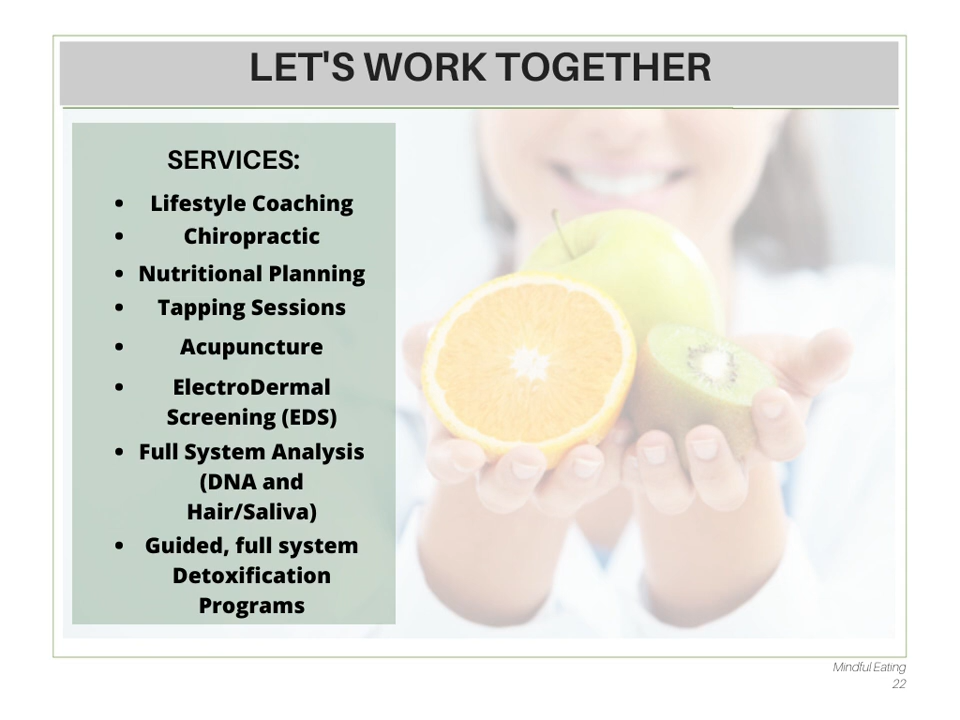 LET'S WORK TOGETHER
SERVICES:
• Lifestyle Coaching
• Chiropractic
• Nutritional Planning
• Tapping Sessions
• Acupuncture
• ElectroDermal
Screening (EDS)
• Full System Analysis
(DNA and
Hair/Saliva)
• Guided, full system
Detoxification
Programs
Mindful Eating
22